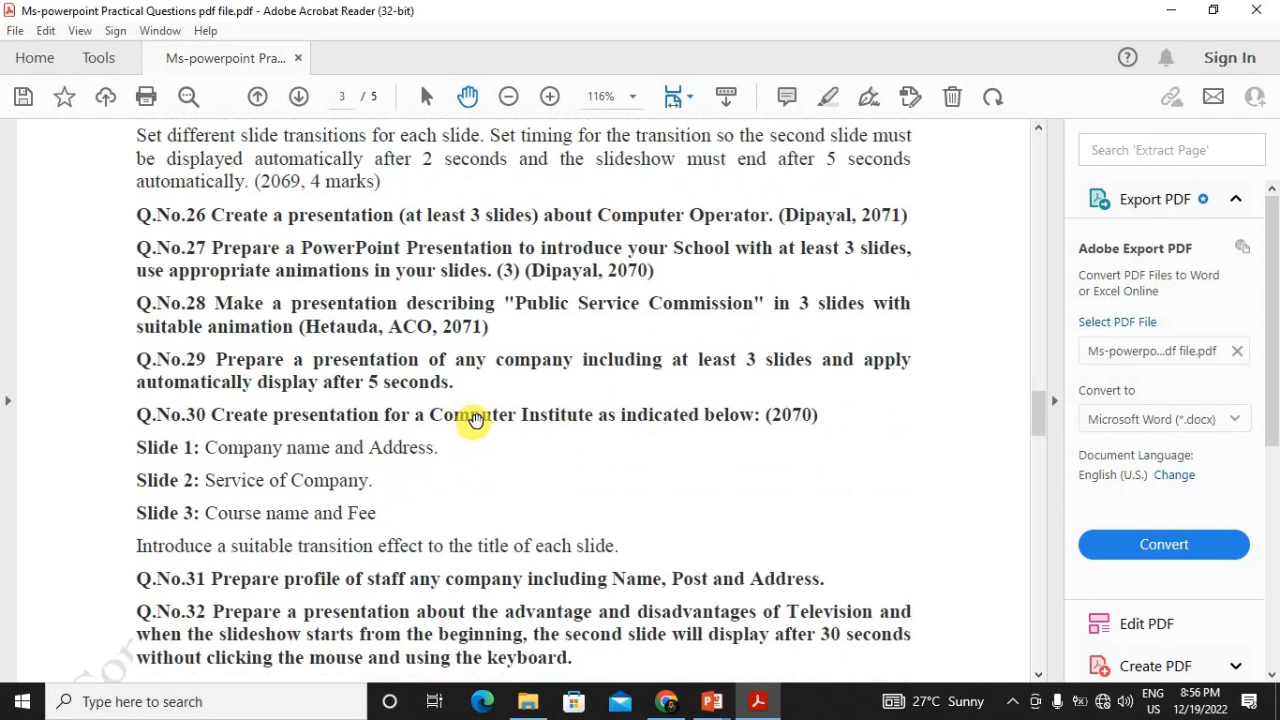 Ms-powerpoint Practical Questions pdf file.pdf - Adobe Acrobat Reader (32-bit)
File Edit View Sign Window Help
Home Tools Ms-powerpoint Pra... × Sign In
3 / 5 116%
Set different slide transitions for each slide. Set timing for the transition so the second slide must
be displayed automatically after 2 seconds and the slideshow must end after 5 seconds
automatically. (2069, 4 marks)
Q.No.26 Create a presentation (at least 3 slides) about Computer Operator. (Dipayal, 2071)
Q.No.27 Prepare a PowerPoint Presentation to introduce your School with at least 3 slides,
use appropriate animations in your slides. (3) (Dipayal, 2070)
Q.No.28 Make a presentation describing "Public Service Commission" in 3 slides with
suitable animation (Hetauda, ACO, 2071)
Q.No.29 Prepare a presentation of any company including at least 3 slides and apply
automatically display after 5 seconds.
Q.No.30 Create presentation for a Computer Institute as indicated below: (2070)
Slide 1: Company name and Address.
Slide 2: Service of Company.
Slide 3: Course name and Fee
Introduce a suitable transition effect to the title of each slide.
Q.No.31 Prepare profile of staff any company including Name, Post and Address.
Q.No.32 Prepare a presentation about the advantage and disadvantages of Television and
when the slideshow starts from the beginning, the second slide will display after 30 seconds
without clicking the mouse and using the keyboard.
Search 'Extract Page'
Export PDF
Adobe Export PDF
Convert PDF Files to Word
or Excel Online
Select PDF File
Ms-powerpo...df file.pdf
Convert to
Microsoft Word (*.docx)
Document Language:
English (U.S.) Change
Convert
Edit PDF
Create PDF
Type here to search
27°C Sunny
ENG
US
8:56 PM
12/19/2022